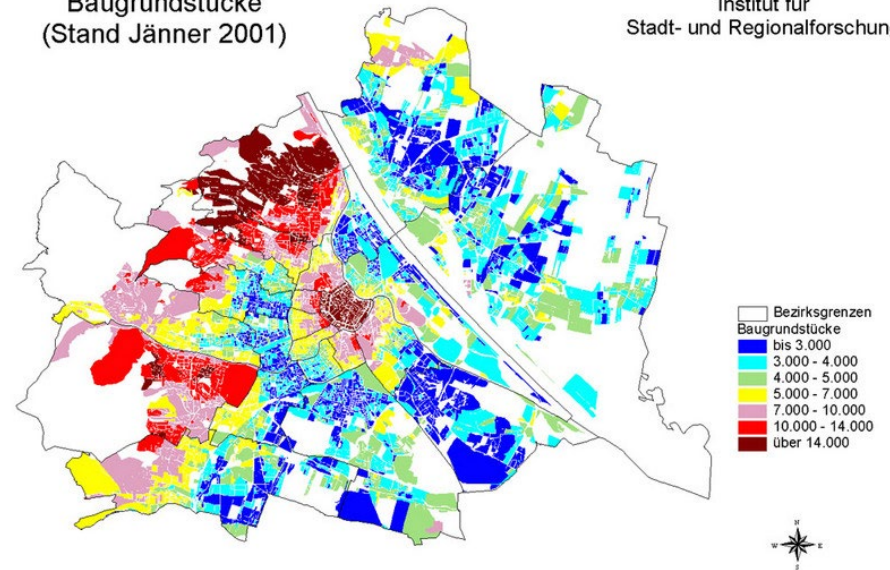 Baugrundstücke
(Stand Jänner 2001)
Institut für
Stadt- und Regionalforschun
Bezirksgrenzen
Baugrundstücke
bis 3.000
3.000 - 4.000
4.000 - 5.000
5.000 - 7.000
7.000 - 10.000
10.000 - 14.000
über 14.000
N
W E
S